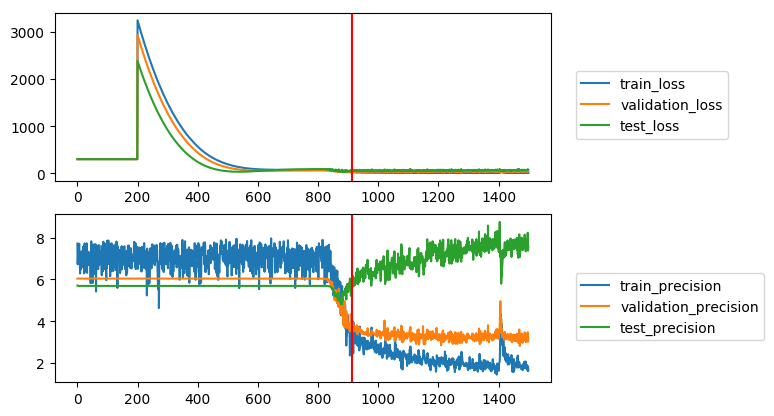 3000
2000
1000
0
0 200 400 600 800 1000 1200 1400
train_loss
validation_loss
test_loss
8
6
4
2
0 200 400 600 800 1000 1200 1400
train_precision
validation_precision
test_precision